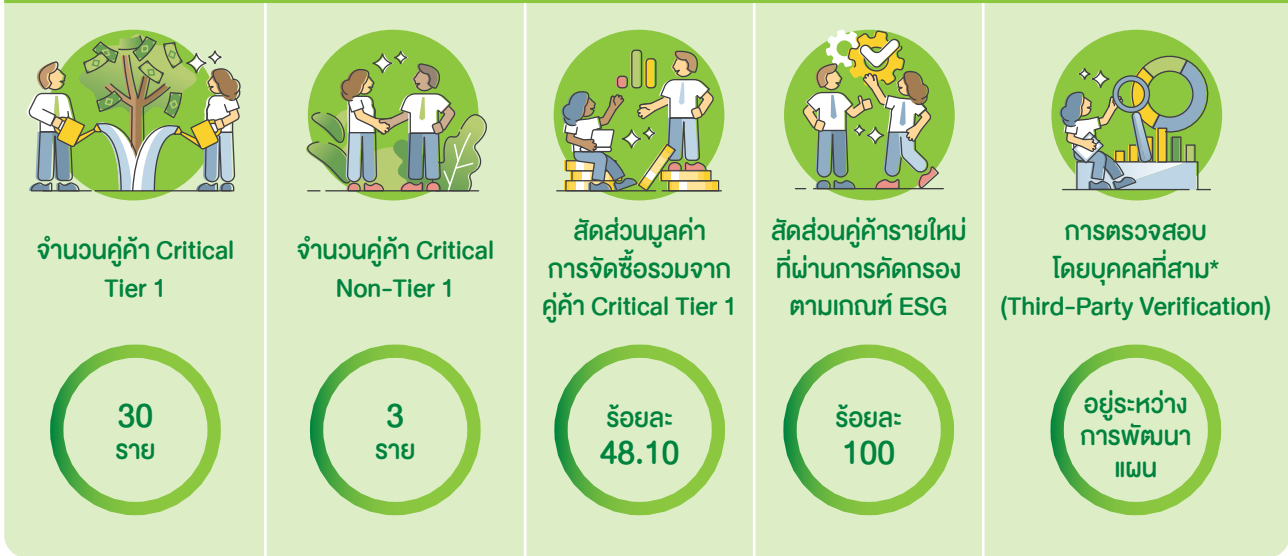 จำนวนคู่ค้า Critical
Tier 1
30
ราย
จำนวนคู่ค้า Critical
Non-Tier 1
3
ราย
สัดส่วนมูลค่า
การจัดซื้อรวมจาก
คู่ค้า Critical Tier 1
ร้อยละ
48.10
สัดส่วนคู่ค้ารายใหม่
ที่ผ่านการคัดกรอง
ตามเกณฑ์ ESG
ร้อยละ
100
การตรวจสอบ
โดยบุคคลที่สาม*
(Third-Party Verification)
อยู่ระหว่าง
การพัฒนา
แผน